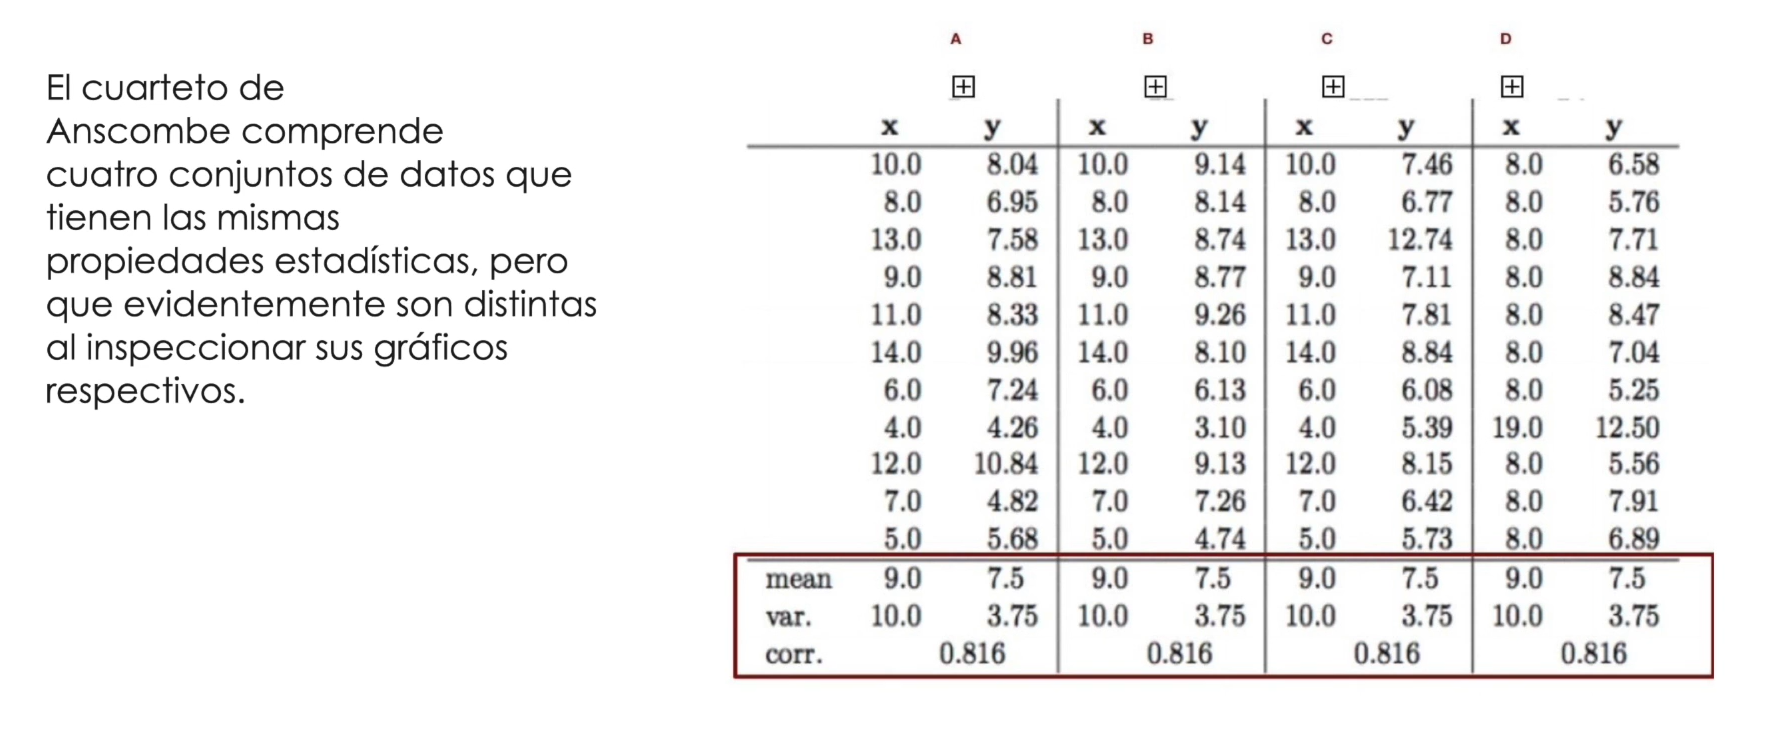 El cuarteto de
Anscombe comprende
cuatro conjuntos de datos que
tienen las mismas
propiedades estadísticas, pero
que evidentemente son distintas
al inspeccionar sus gráficos
respectivos.
A B C D
x y x y x y x y
10.0 8.04 10.0 9.14 10.0 7.46 8.0 6.58
8.0 6.95 8.0 8.14 8.0 6.77 8.0 5.76
13.0 7.58 13.0 8.74 13.0 12.74 8.0 7.71
9.0 8.81 9.0 8.77 9.0 7.11 8.0 8.84
11.0 8.33 11.0 9.26 11.0 7.81 8.0 8.47
14.0 9.96 14.0 8.10 14.0 8.84 8.0 7.04
6.0 7.24 6.0 6.13 6.0 6.08 8.0 5.25
4.0 4.26 4.0 3.10 4.0 5.39 19.0 12.50
12.0 10.84 12.0 9.13 12.0 8.15 8.0 5.56
7.0 4.82 7.0 7.26 7.0 6.42 8.0 7.91
5.0 5.68 5.0 4.74 5.0 5.73 8.0 6.89
mean 9.0 7.5 9.0 7.5 9.0 7.5 9.0 7.5
var. 10.0 3.75 10.0 3.75 10.0 3.75 10.0 3.75
corr. 0.816 0.816 0.816 0.816